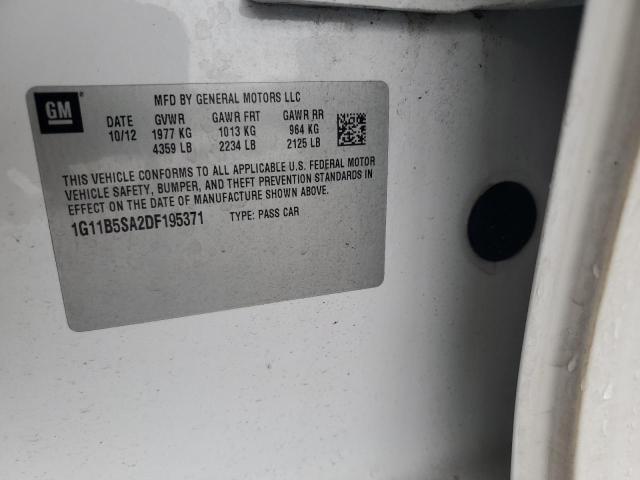 GM
MFD BY GENERAL MOTORS LLC
DATE GVWR GAWR FRT GAWR RR
10/12 1977 KG 1013 KG 964 KG
4359 LB 2234 LB 2125 LB
THIS VEHICLE CONFORMS TO ALL APPLICABLE U.S. FEDERAL MOTOR
VEHICLE SAFETY, BUMPER, AND THEFT PREVENTION STANDARDS IN
EFFECT ON THE DATE OF MANUFACTURE SHOWN ABOVE.
1G11B5SA2DF195371 TYPE: PASS CAR